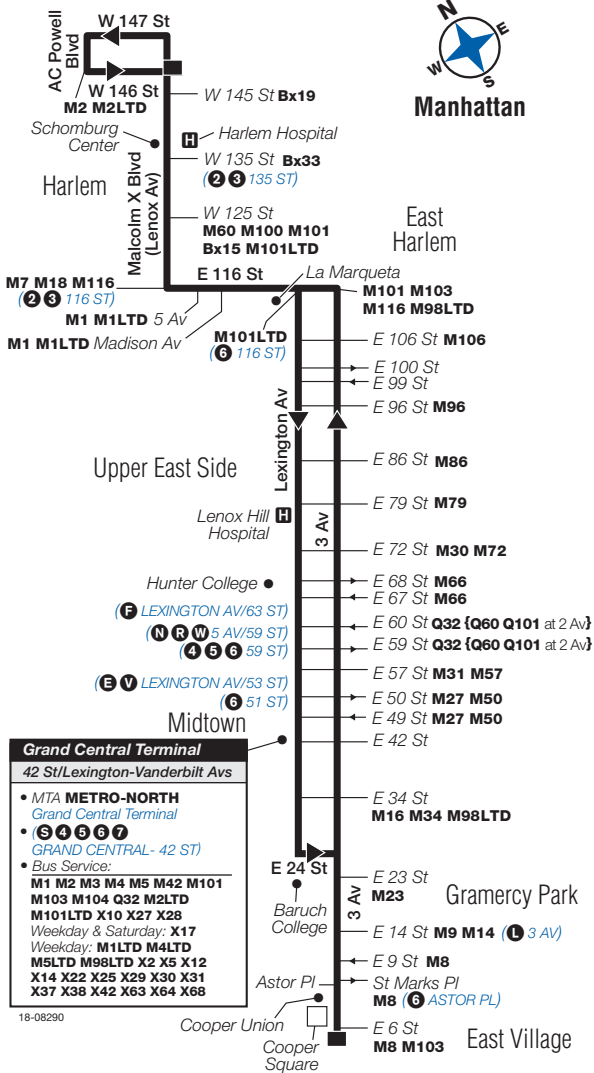 W 147 St
AC Powell
Blvd
W 146 St
M2 M2LTD
N
E
W
S
Manhattan
W 145 St Bx19
Schomburg
Center
H Harlem Hospital
W 135 St Bx33
(2 3 135 ST)
Harlem
Malcolm X Blvd
(Lenox Av)
W 125 St
M60 M100 M101
Bx15 M101LTD
East
Harlem
E 116 St
La Marqueta
M7 M18 M116
(2 3 116 ST)
M1 M1LTD 5 Av
M1 M1LTD Madison Av
M101LTD
(6 116 ST)
M101 M103
M116 M98LTD
E 106 St M106
E 100 St
E 99 St
E 96 St M96
Lexington Av
3 Av
Upper East Side
E 86 St M86
E 79 St M79
Lenox Hill H
Hospital
E 72 St M30 M72
Hunter College
E 68 St M66
E 67 St M66
(F LEXINGTON AV/63 ST)
E 60 St Q32 {Q60 Q101 at 2 Av}
(N R W 5 AV/59 ST)
E 59 St Q32 {Q60 Q101 at 2 Av}
(4 5 6 59 ST)
E 57 St M31 M57
(E V LEXINGTON AV/53 ST)
E 50 St M27 M50
(6 51 ST)
E 49 St M27 M50
Midtown
E 42 St
Grand Central Terminal
42 St/Lexington-Vanderbilt Avs
• MTA METRO-NORTH
Grand Central Terminal
• (S 4 5 6 7
GRAND CENTRAL- 42 ST)
• Bus Service:
M1 M2 M3 M4 M5 M42 M101
M103 M104 Q32 M2LTD
M101LTD X10 X27 X28
Weekday & Saturday: X17
Weekday: M1LTD M4LTD
M5LTD M98LTD X2 X5 X12
X14 X22 X25 X29 X30 X31
X37 X38 X42 X63 X64 X68
18-08290
E 34 St
M16 M34 M98LTD
E 24 St
E 23 St
M23
3 Av
Gramercy Park
Baruch
College
E 14 St M9 M14 (L 3 AV)
E 9 St M8
Astor Pl
St Marks Pl
M8 (6 ASTOR PL)
Cooper Union
Cooper
Square
E 6 St
M8 M103
East Village